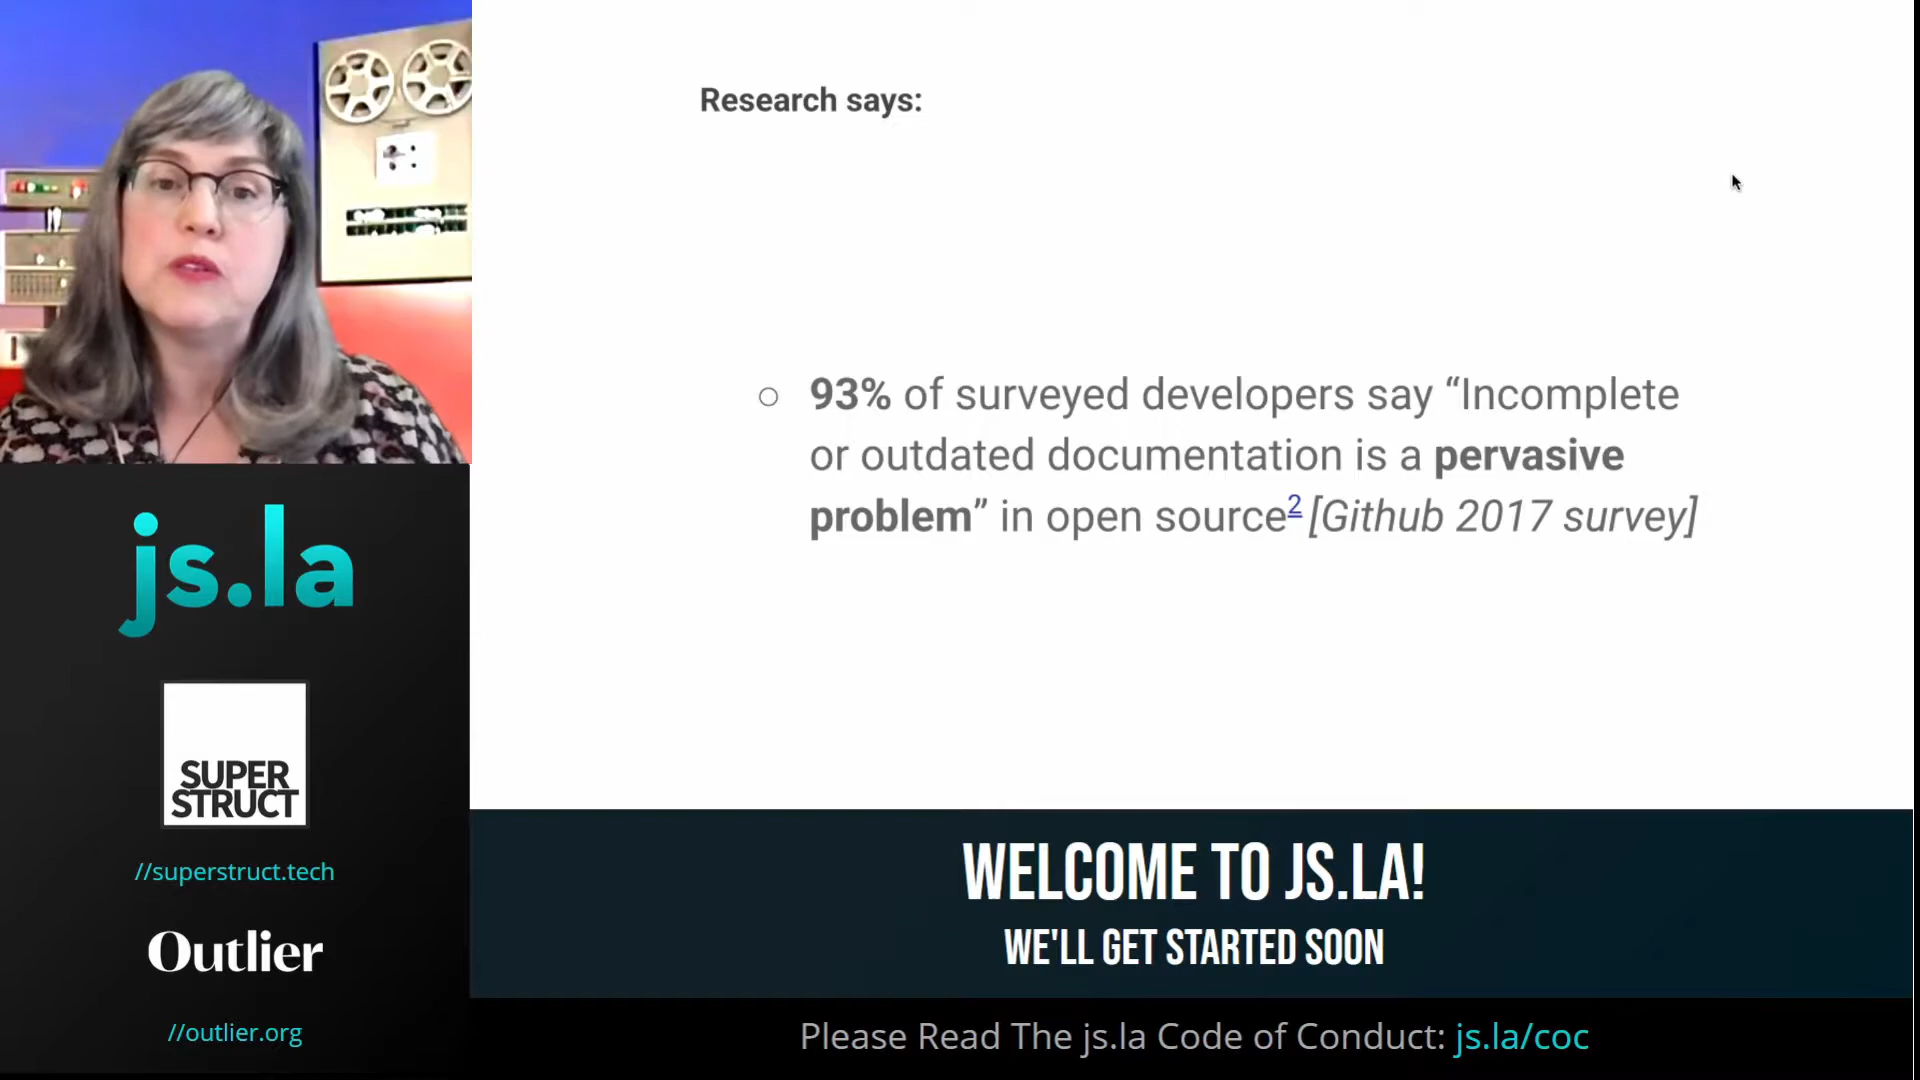 Research says:
○ 93% of surveyed developers say “Incomplete
or outdated documentation is a pervasive
problem” in open source2 [Github 2017 survey]
js.la
SUPER
STRUCT
//superstruct.tech
Outlier
//outlier.org
WELCOME TO JS.LA!
WE'LL GET STARTED SOON
Please Read The js.la Code of Conduct: js.la/coc